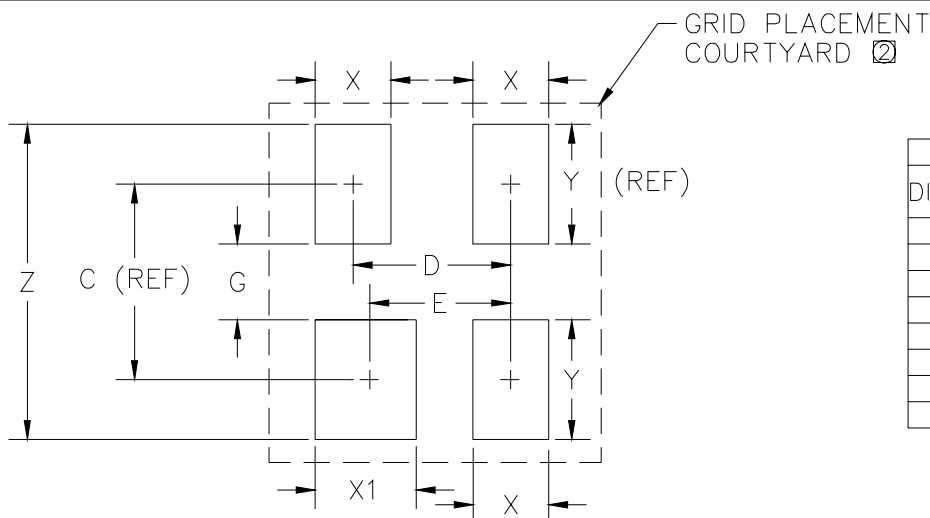 GRID PLACEMENT
COURTYARD 2
X
X
Y
(REF)
DI
C (REF)
Z
G
D
E
Y
X1
X